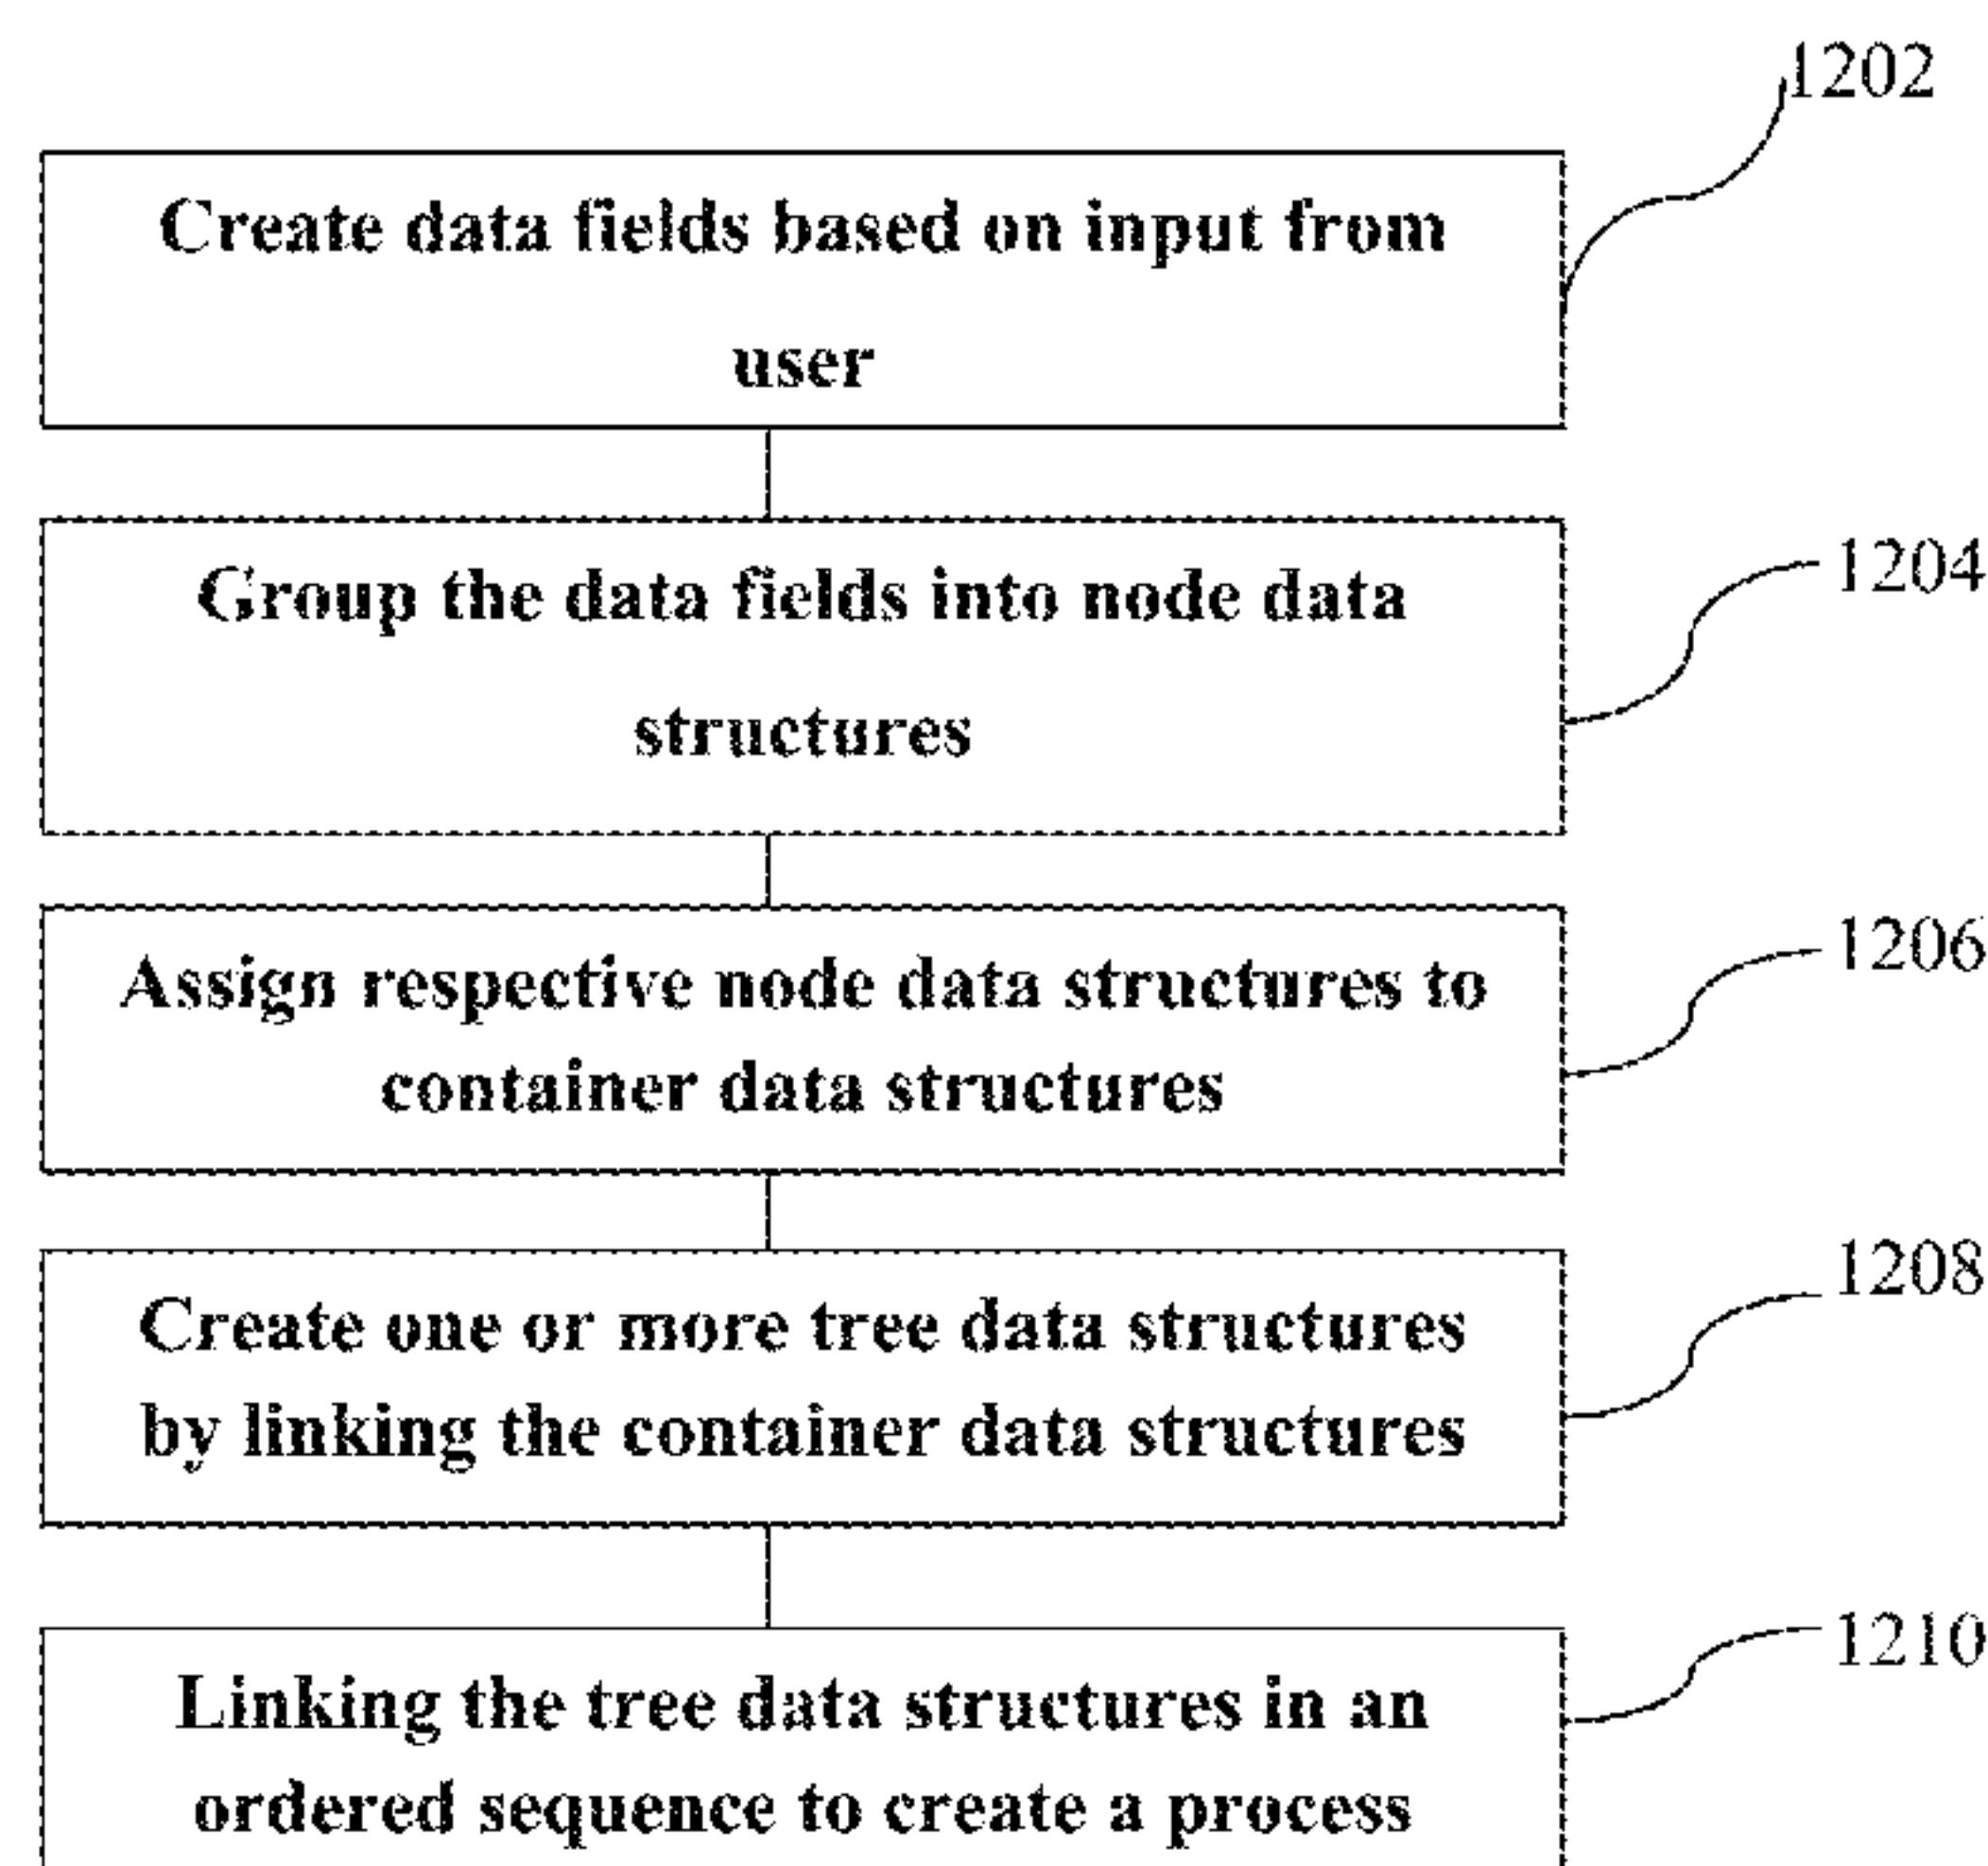 1202
Create data fields based on input from
user
1204
Group the data fields into node data
structures
1206
Assign respective node data structures to
container data structures
1208
Create one or more tree data structures
by linking the container data structures
1210
Linking the tree data structures in an
ordered sequence to create a process